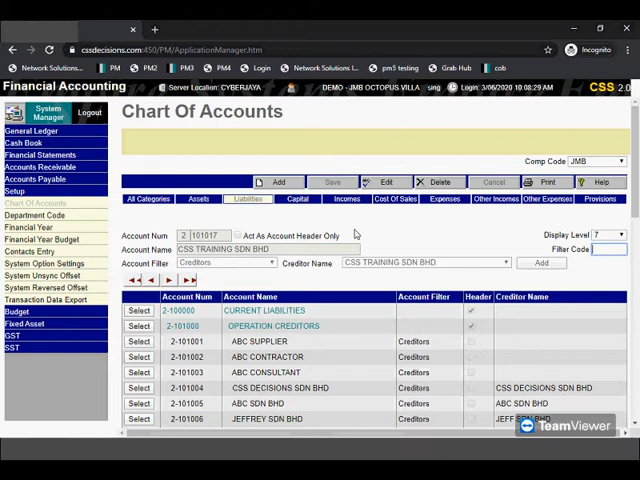 Incognito
cssdecisions.com:450/PM/ApplicationManager.htm
Network Solutions I... PM PM2 PM4 Login Network Solutions I... pm5 testing Grab Hub cob
Financial Accounting Server Location: CYBERJAYA DEMO - JMB OCTOPUS VILLA sing Login: 3/06/2020 10:08:29 AM CSS 2.0
System Manager Logout
General Ledger
Cash Book
Financial Statements
Accounts Receivable
Accounts Payable
Setup
Chart Of Accounts
Department Code
Financial Year
Financial Year Budget
Contacts Entry
System Option Settings
System Unsync Offset
System Reversed Offset
Transaction Data Export
Budget
Fixed Asset
GST
SST
Chart Of Accounts
Comp Code JMB
Add Save Edit Delete Cancel Print Help
All Categories Assets Liabilities Capital Incomes Cost Of Sales Expenses Other Incomes Other Expenses Provisions
Account Num 2 101017 Act As Account Header Only Display Level 7
Account Name CSS TRAINING SDN BHD Filter Code
Account Filter Creditors Creditor Name CSS TRAINING SDN BHD Add
Account Num Account Name Account Filter Header Creditor Name
Select 2-100000 CURRENT LIABILITIES
Select 2-101000 OPERATION CREDITORS
Select 2-101001 ABC SUPPLIER Creditors
Select 2-101002 ABC CONTRACTOR Creditors
Select 2-101003 ABC CONSULTANT Creditors
Select 2-101004 CSS DECISIONS SDN BHD Creditors CSS DECISIONS SDN BHD
Select 2-101005 ABC SDN BHD Creditors ABC SDN BHD
Select 2-101006 JEFFREY SDN BHD Creditors
TeamViewer